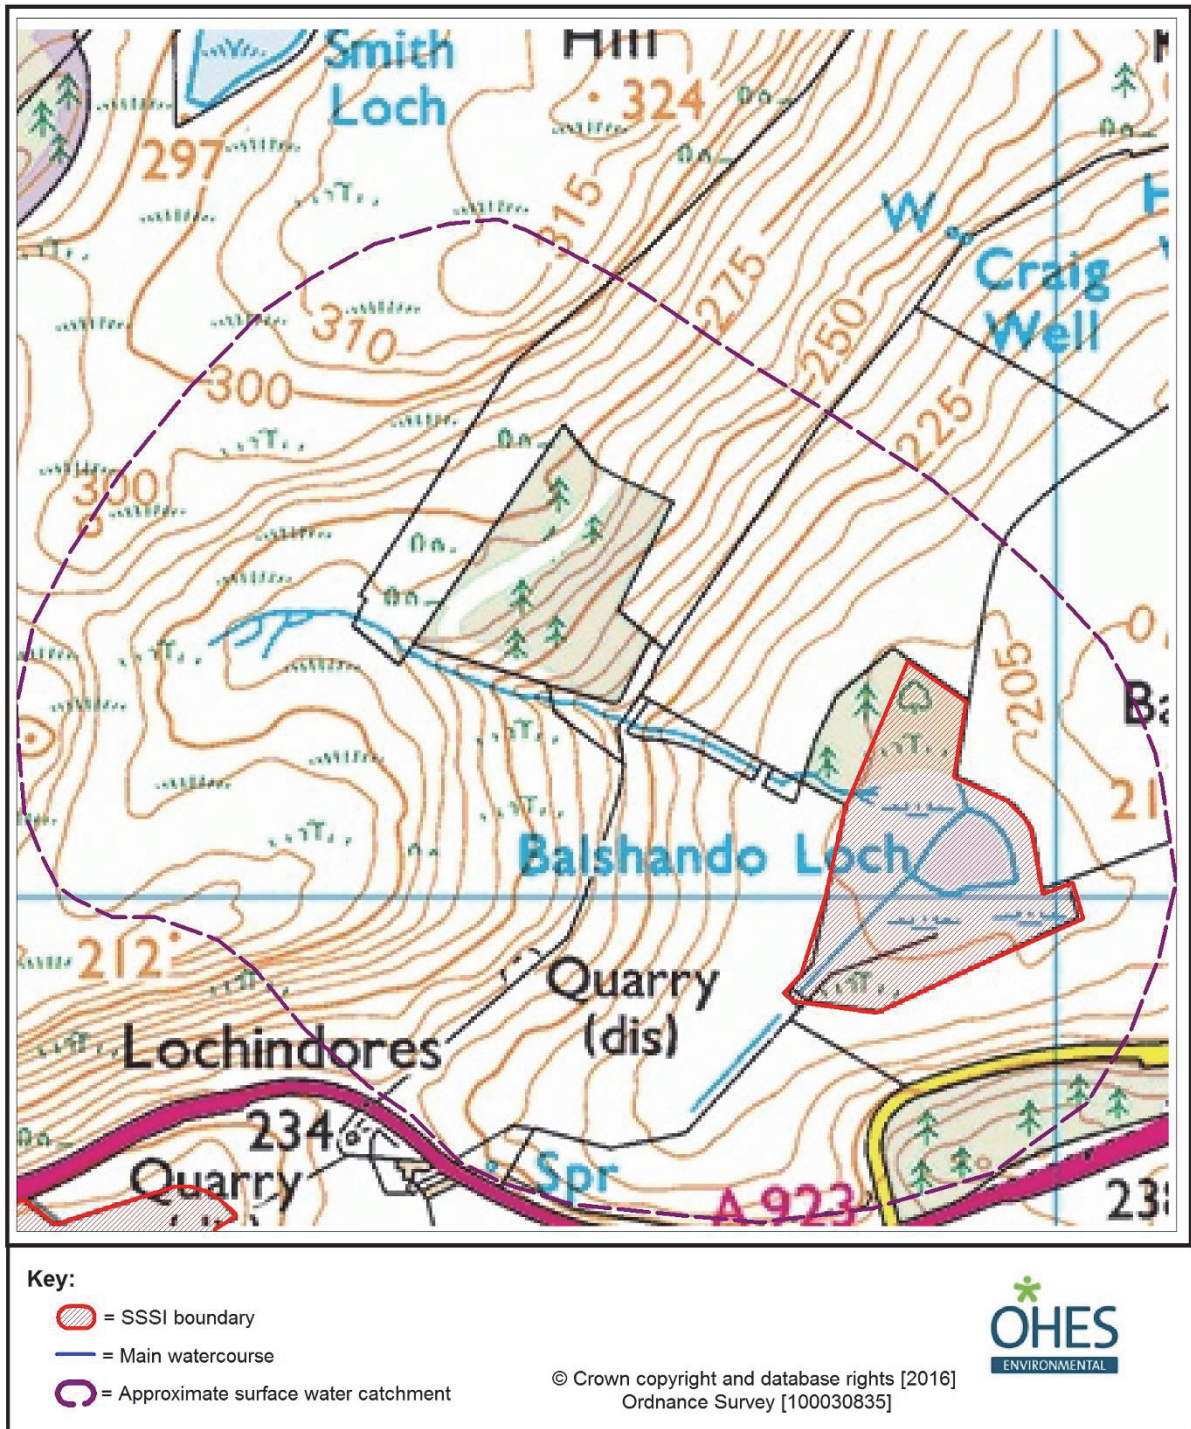 Smith
Loch
Hill
324
297
315
W
Craig
Well
275
310
250
300
225
300
205
Balshando Loch
212
Quarry
(dis)
Lochindores
234
Quarry
Spr
A 923
Key:
= SSSI boundary
= Main watercourse
= Approximate surface water catchment
© Crown copyright and database rights [2016]
Ordnance Survey [100030835]
OHES
ENVIRONMENTAL